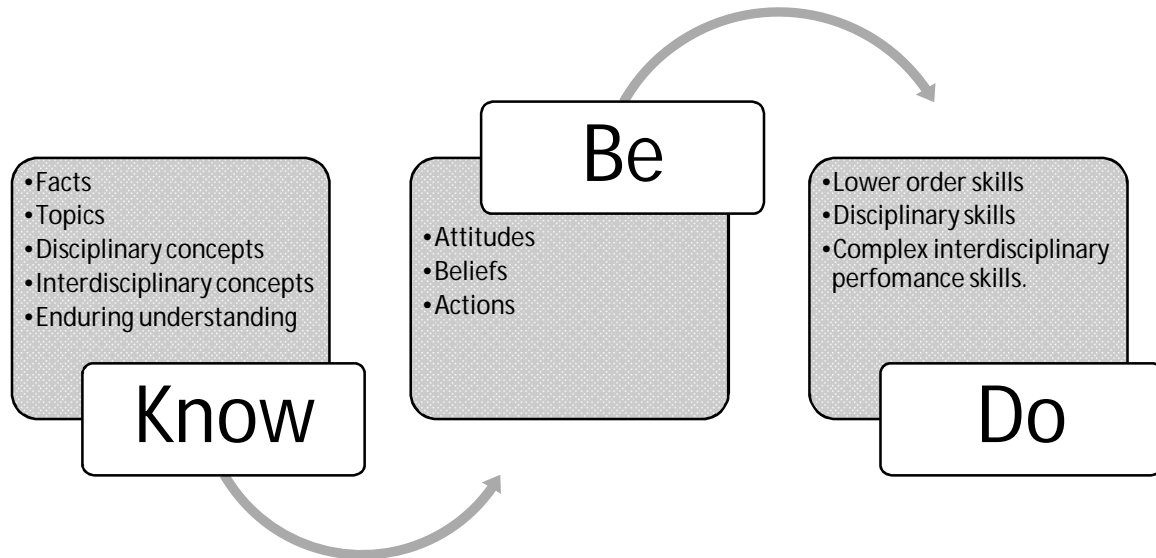 •Facts
•Topics
•Disciplinary concepts
•Interdisciplinary concepts
•Enduring understanding
Know
Be
•Attitudes
•Beliefs
•Actions
•Lower order skills
•Disciplinary skills
•Complex interdisciplinary
perfomance skills.
Do